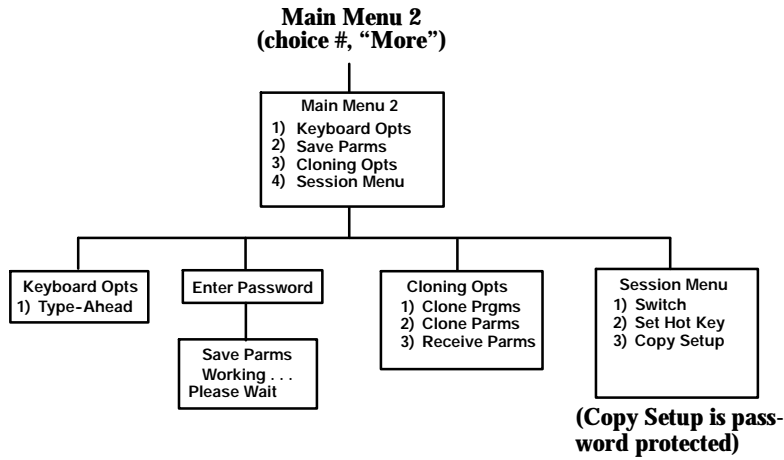 Main Menu 2
(choice #, “More”)
Main Menu 2
1) Keyboard Opts
2) Save Parms
3) Cloning Opts
4) Session Menu
Keyboard Opts
1) Type-Ahead
Enter Password
Save Parms
Working . . .
Please Wait
Cloning Opts
1) Clone Prgms
2) Clone Parms
3) Receive Parms
Session Menu
1) Switch
2) Set Hot Key
3) Copy Setup
(Copy Setup is pass-
word protected)